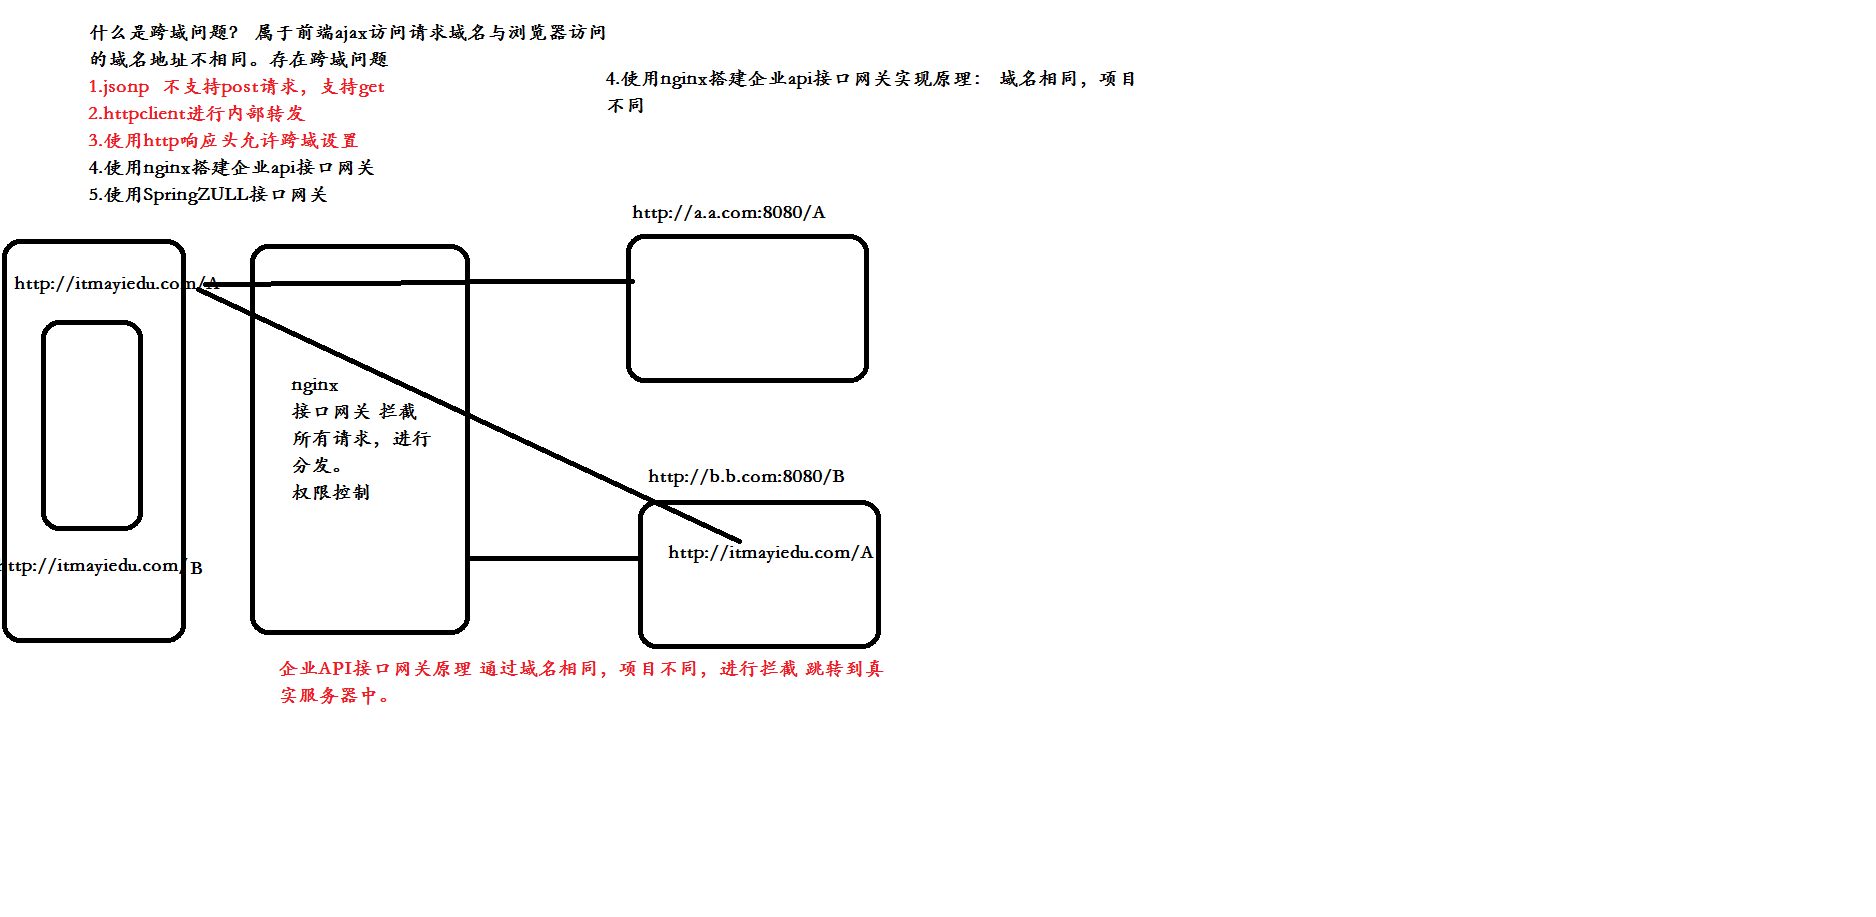 什么是跨域问题？ 属于前端ajax访问请求域名与浏览器访问
的域名地址不相同。存在跨域问题
1.jsonp 不支持post请求，支持get
2.httpclient进行内部转发
3.使用http响应头允许跨域设置
4.使用nginx搭建企业api接口网关
5.使用SpringZULL接口网关
4.使用nginx搭建企业api接口网关实现原理： 域名相同，项目
不同
http://a.a.com:8080/A
http://itmayiedu.com/A
nginx
接口网关 拦截
所有请求，进行
分发。
权限控制
http://b.b.com:8080/B
http://itmayiedu.com/A
http://itmayiedu.com/B
企业API接口网关原理 通过域名相同，项目不同，进行拦截 跳转到真
实服务器中。